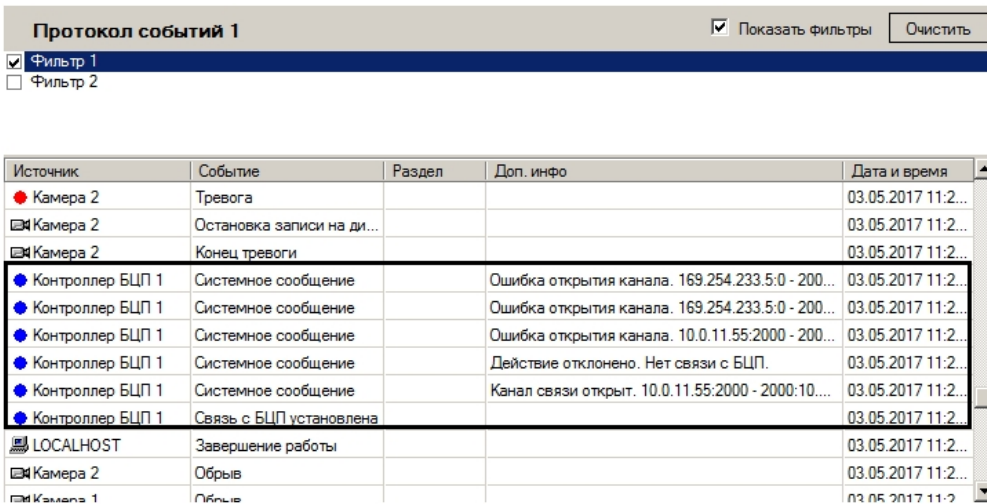 Протокол событий 1 Показать фильтры Очистить
Фильтр 1
Фильтр 2
Источник Событие Раздел Доп. инфо Дата и время
Камера 2 Тревога 03.05.2017 11:2...
Камера 2 Остановка записи на ди... 03.05.2017 11:2...
Камера 2 Конец тревоги 03.05.2017 11:2...
Контроллер БЦП 1 Системное сообщение Ошибка открытия канала. 169.254.233.5:0 - 200... 03.05.2017 11:2...
Контроллер БЦП 1 Системное сообщение Ошибка открытия канала. 169.254.233.5:0 - 200... 03.05.2017 11:2...
Контроллер БЦП 1 Системное сообщение Ошибка открытия канала. 10.0.11.55:2000 - 200... 03.05.2017 11:2...
Контроллер БЦП 1 Системное сообщение Действие отклонено. Нет связи с БЦП. 03.05.2017 11:2...
Контроллер БЦП 1 Системное сообщение Канал связи открыт. 10.0.11.55:2000 - 2000:10.... 03.05.2017 11:2...
Контроллер БЦП 1 Связь с БЦП установлена 03.05.2017 11:2...
LOCALHOST Завершение работы 03.05.2017 11:2...
Камера 2 Обрыв 03.05.2017 11:2...
Камера 1 Обрыв 03.05.2017 11:2...